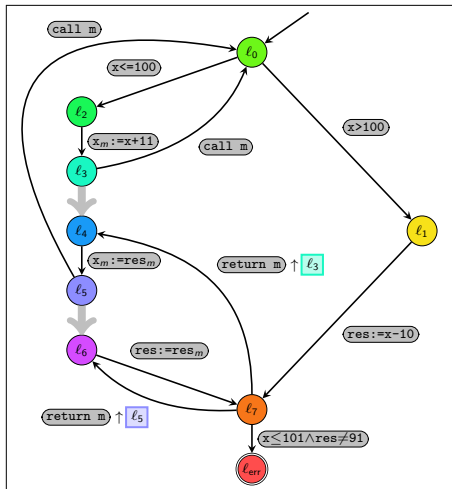 call m
ℓ0
x<=100
ℓ2
x>100
xm:=x+11
call m
ℓ3
ℓ4
ℓ1
return m ↑ ℓ3
xm:=resm
ℓ5
res:=x-10
ℓ6
res:=resm
ℓ7
return m ↑ ℓ5
x≤101∧res≠91
ℓerr